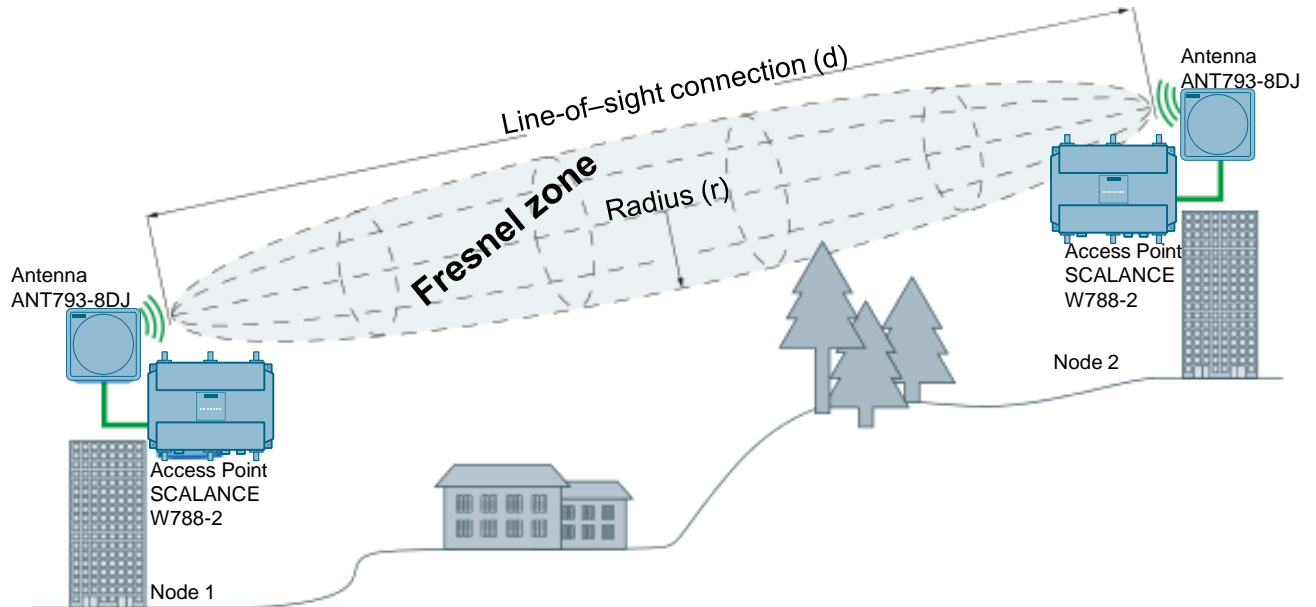 Line-of–sight connection (d)
Antenna
ANT793-8DJ
Fresnel zone
Radius (r)
Access Point
SCALANCE
W788-2
Node 2
Antenna
ANT793-8DJ
Access Point
SCALANCE
W788-2
Node 1